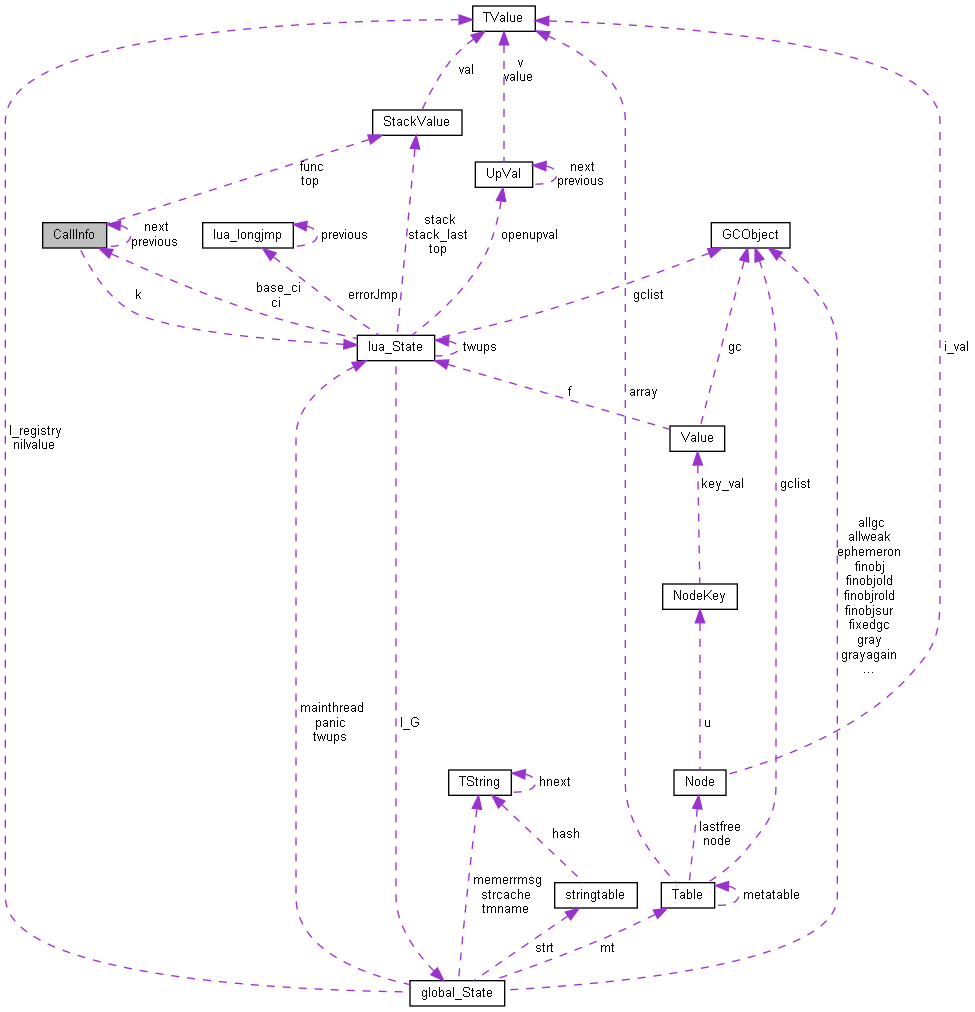 TValue
val
v
value
StackValue
func
top
UpVal
next
previous
CallInfo
next
previous
lua_longjmp
previous
stack
stack_last
top
openupval
GCObject
k
base_ci
ci
errorJmp
gclist
lua_State
twups
gc
i_val
f
array
l_registry
nilvalue
Value
key_val
gclist
allgc
allweak
ephemeron
finobj
finobjold
finobjrold
finobjsur
fixedgc
gray
grayagain
...
NodeKey
mainthread
panic
twups
l_G
u
TString
hnext
Node
hash
lastfree
node
memerrmsg
strcache
tmname
stringtable
Table
metatable
strt
mt
global_State